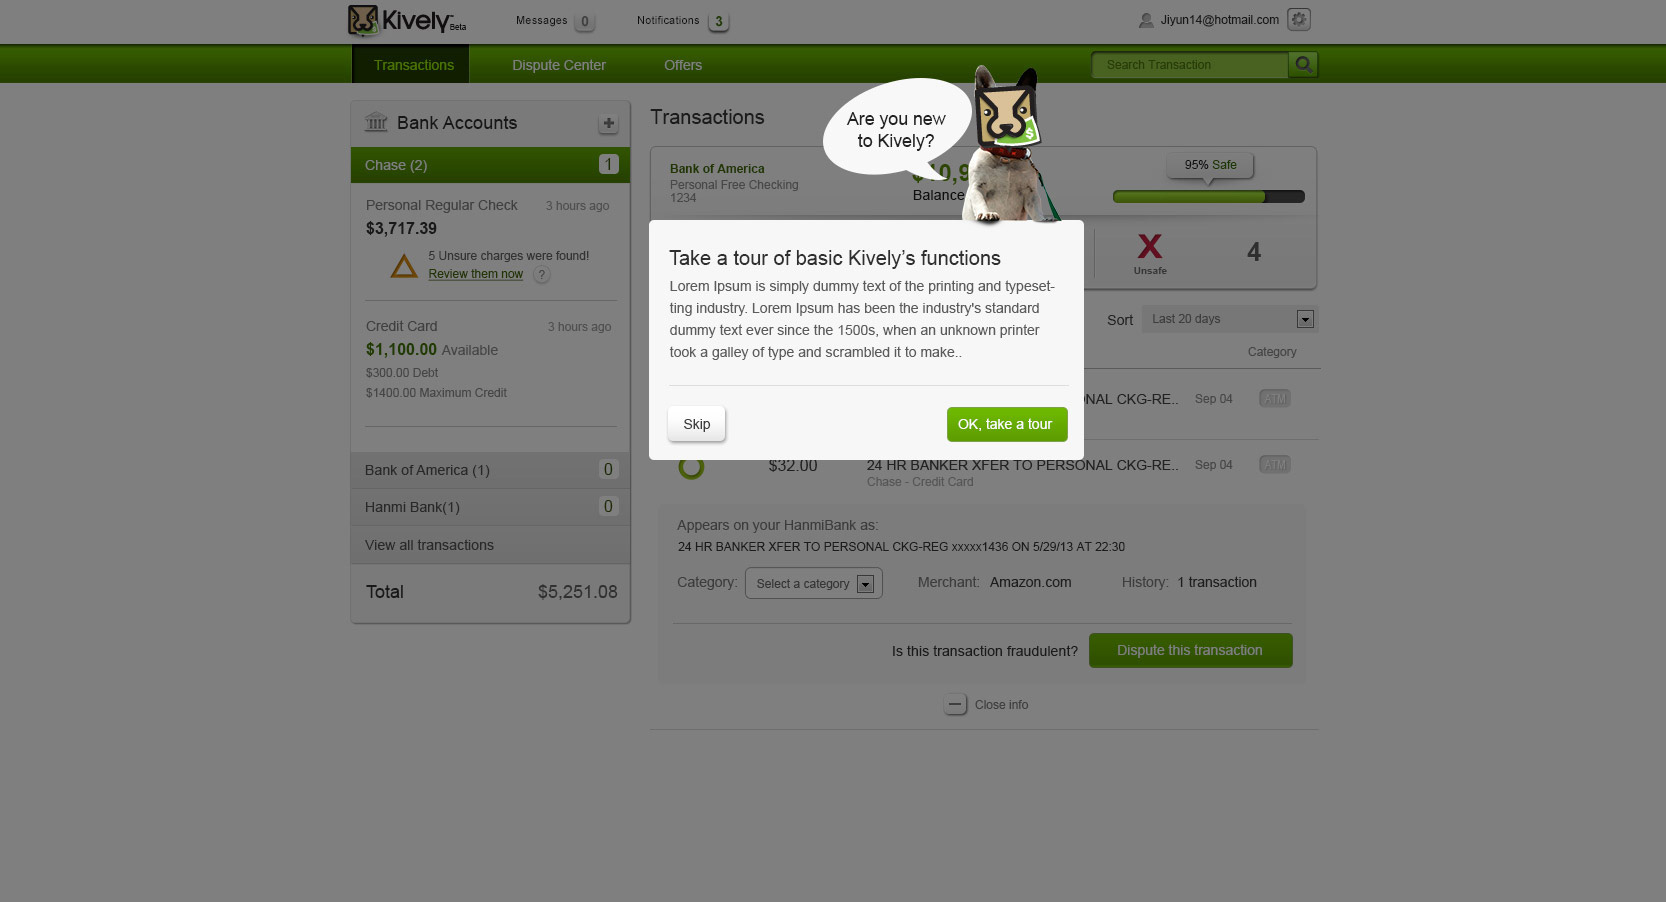 Kively Beta
Messages 0
Notifications 3
Jiyun14@hotmail.com
Transactions
Dispute Center
Offers
Search Transaction
Bank Accounts
Chase (2) 1
Personal Regular Check 3 hours ago
$3,717.39
5 Unsure charges were found!
Review them now ?
Credit Card 3 hours ago
$1,100.00 Available
$300.00 Debt
$1400.00 Maximum Credit
Bank of America (1) 0
Hanmi Bank(1) 0
View all transactions
Total $5,251.08
Transactions
Bank of America
Personal Free Checking
1234
Balance
95% Safe
Unsafe
4
Are you new
to Kively?
$
Take a tour of basic Kively’s functions
Lorem Ipsum is simply dummy text of the printing and typeset-
ting industry. Lorem Ipsum has been the industry's standard
dummy text ever since the 1500s, when an unknown printer
took a galley of type and scrambled it to make..
Skip
OK, take a tour
Sort Last 20 days
Category
NAL CKG-RE.. Sep 04 ATM
$32.00 24 HR BANKER XFER TO PERSONAL CKG-RE.. Sep 04 ATM
Chase - Credit Card
Appears on your HanmiBank as:
24 HR BANKER XFER TO PERSONAL CKG-REG xxxxx1436 ON 5/29/13 AT 22:30
Category: Select a category Merchant: Amazon.com History: 1 transaction
Is this transaction fraudulent? Dispute this transaction
Close info